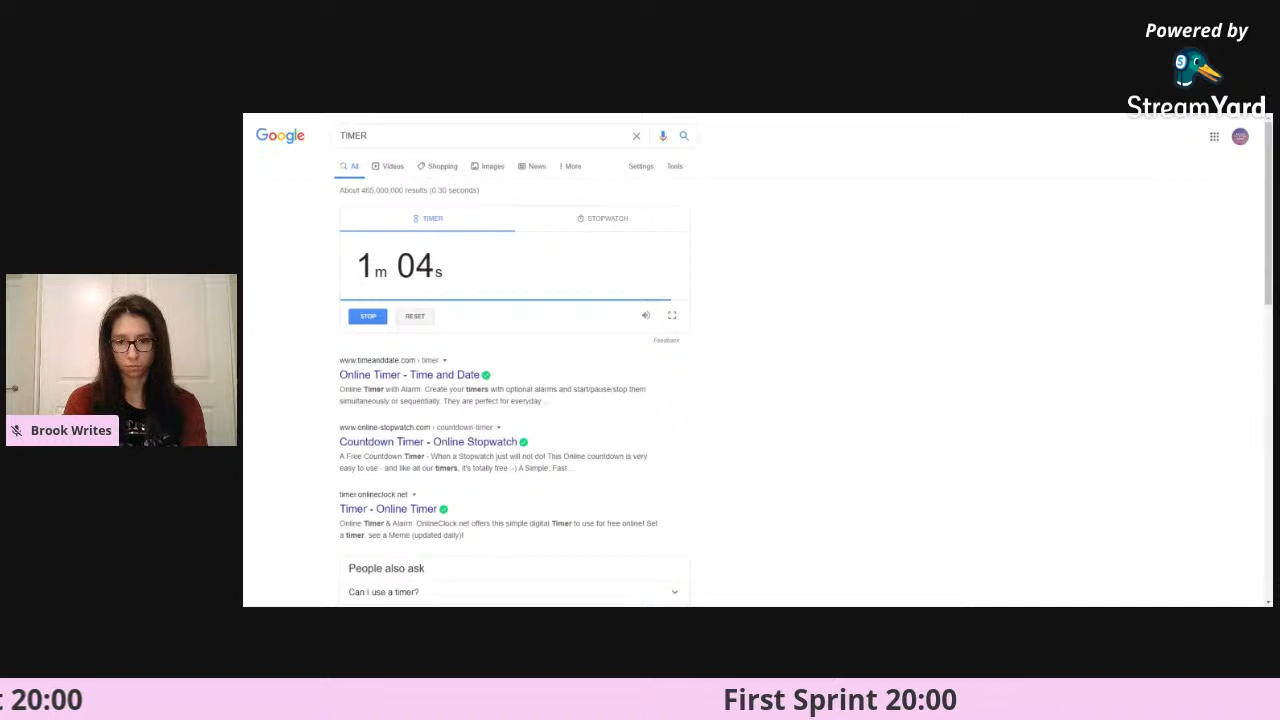 Powered by
StreamYard
Google
TIMER
All
Videos
Shopping
Images
News
More
Settings
Tools
About 465,000,000 results (0.30 seconds)
TIMER
STOPWATCH
1m 04s
STOP
RESET
Feedback
www.timeanddate.com › timer
Online Timer - Time and Date
Online Timer with Alarm. Create your timers with optional alarms and start/pause/stop them
simultaneously or sequentially. They are perfect for everyday ...
www.online-stopwatch.com › countdown-timer
Countdown Timer - Online Stopwatch
A Free Countdown Timer - When a Stopwatch just will not do! This Online countdown is very
easy to use - and like all our timers, it's totally free :-) A Simple, Fast ...
timer.onlineclock.net
Timer - Online Timer
Online Timer & Alarm. OnlineClock.net offers this simple digital Timer to use for free online! Set
a timer, see a Meme (updated daily)!
People also ask
Can i use a timer?
Brook Writes
t 20:00
First Sprint 20:00